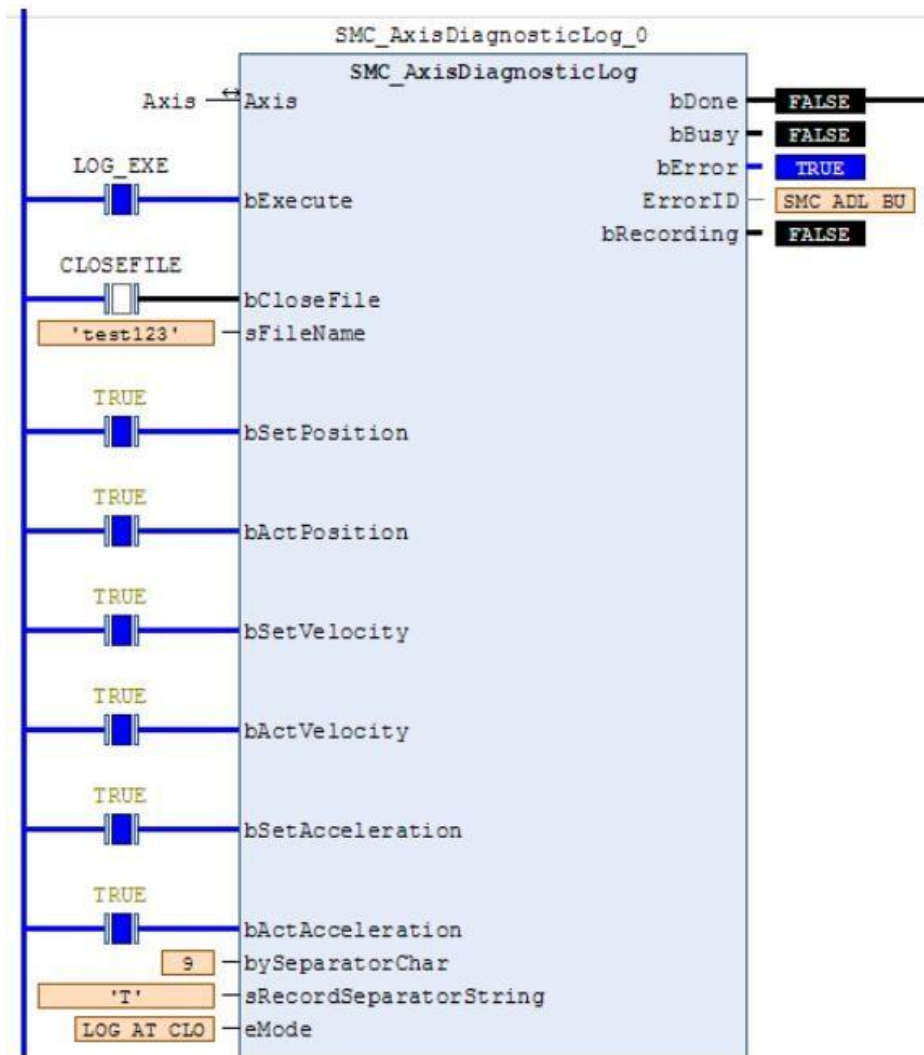 SMC_AxisDiagnosticLog_0
SMC_AxisDiagnosticLog
Axis Axis bDone FALSE
bBusy FALSE
LOG_EXE bError TRUE
bExecute ErrorID SMC ADL BU
bRecording FALSE
CLOSEFILE
bCloseFile
'test123' sFileName
TRUE
bSetPosition
TRUE
bActPosition
TRUE
bSetVelocity
TRUE
bActVelocity
TRUE
bSetAcceleration
TRUE
bActAcceleration
9 bySeparatorChar
'T' sRecordSeparatorString
LOG AT CLO eMode